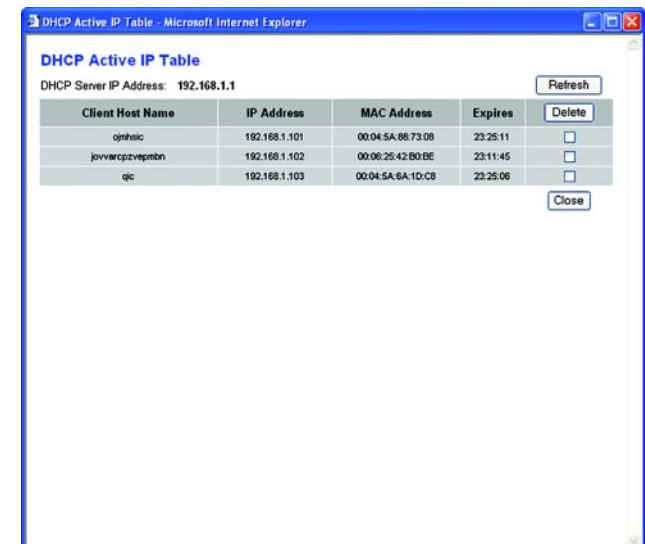 DHCP Active IP Table - Microsoft Internet Explorer
DHCP Active IP Table
DHCP Server IP Address: 192.168.1.1 Refresh
Client Host Name IP Address MAC Address Expires Delete
ojmhsic 192.168.1.101 00:04:5A:86:73:08 23:25:11
jovvarcpzvepmbn 192.168.1.102 00:06:25:42:B0:BE 23:11:45
qic 192.168.1.103 00:04:5A:6A:1D:C8 23:25:06
Close